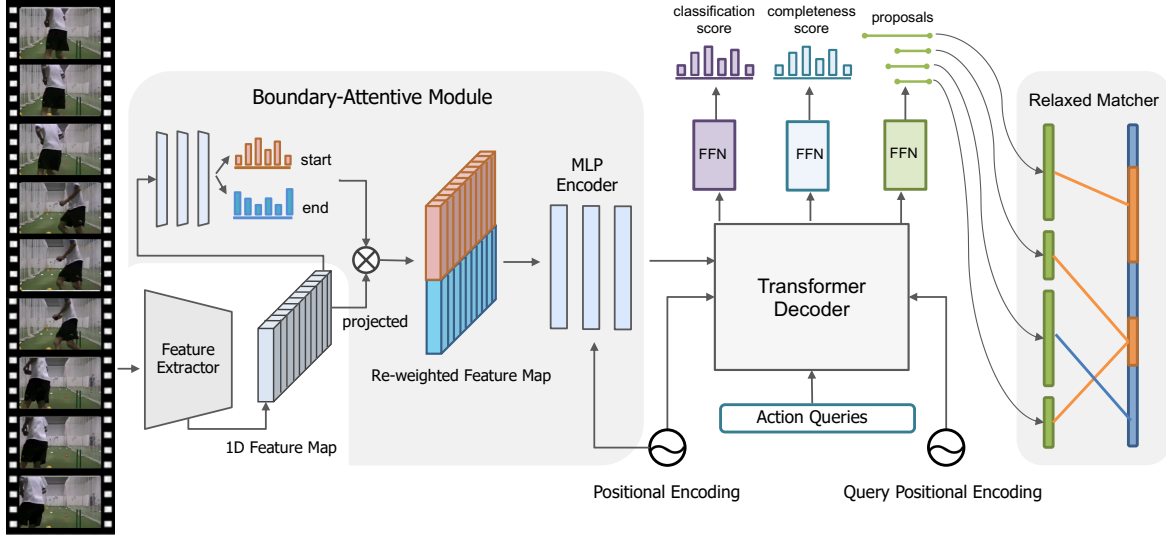 classification
score
completeness
score
proposals
Boundary-Attentive Module
Relaxed Matcher
start
end
MLP
Encoder
FFN
FFN
FFN
projected
Transformer
Decoder
Feature
Extractor
Re-weighted Feature Map
1D Feature Map
Action Queries
Positional Encoding
Query Positional Encoding